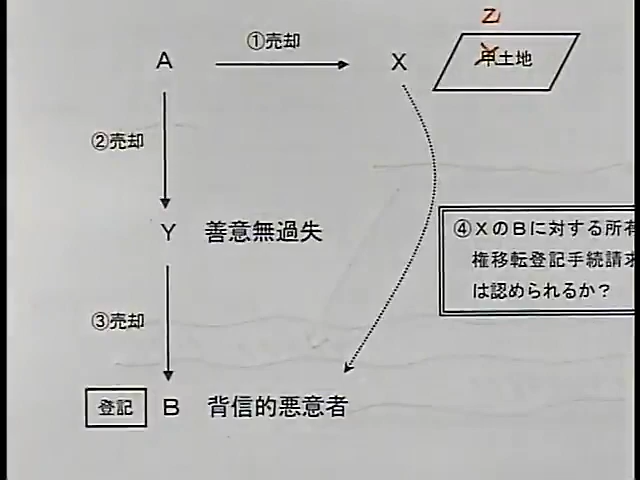 乙
①売却
A
X
甲土地
②売却
Y
善意無過失
④XのBに対する所有
権移転登記手続請求
は認められるか？
③売却
登記
B
背信的悪意者